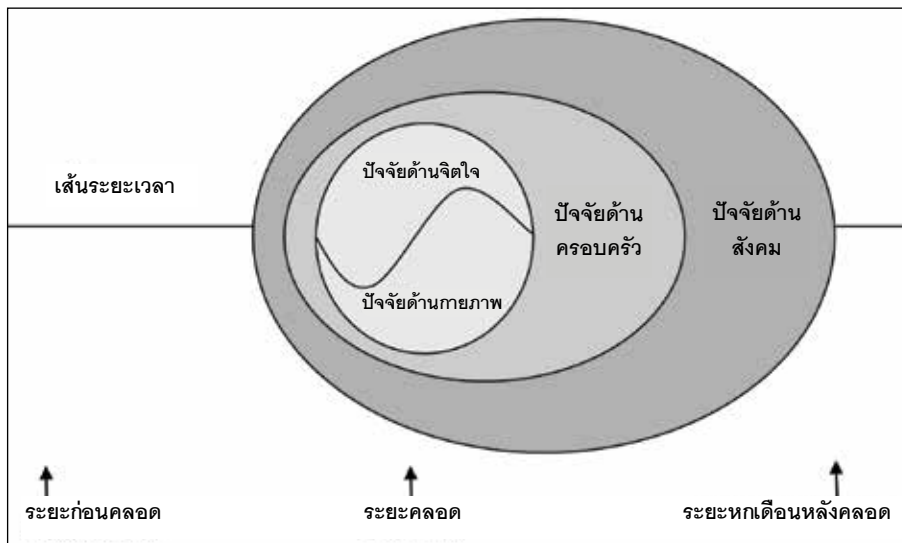 ปัจจัยด้านจิตใจ
เส้นระยะเวลา
ปัจจัยด้าน
ครอบครัว
ปัจจัยด้าน
สังคม
ปัจจัยด้านกายภาพ
ระยะก่อนคลอด
ระยะคลอด
ระยะหกเดือนหลังคลอด